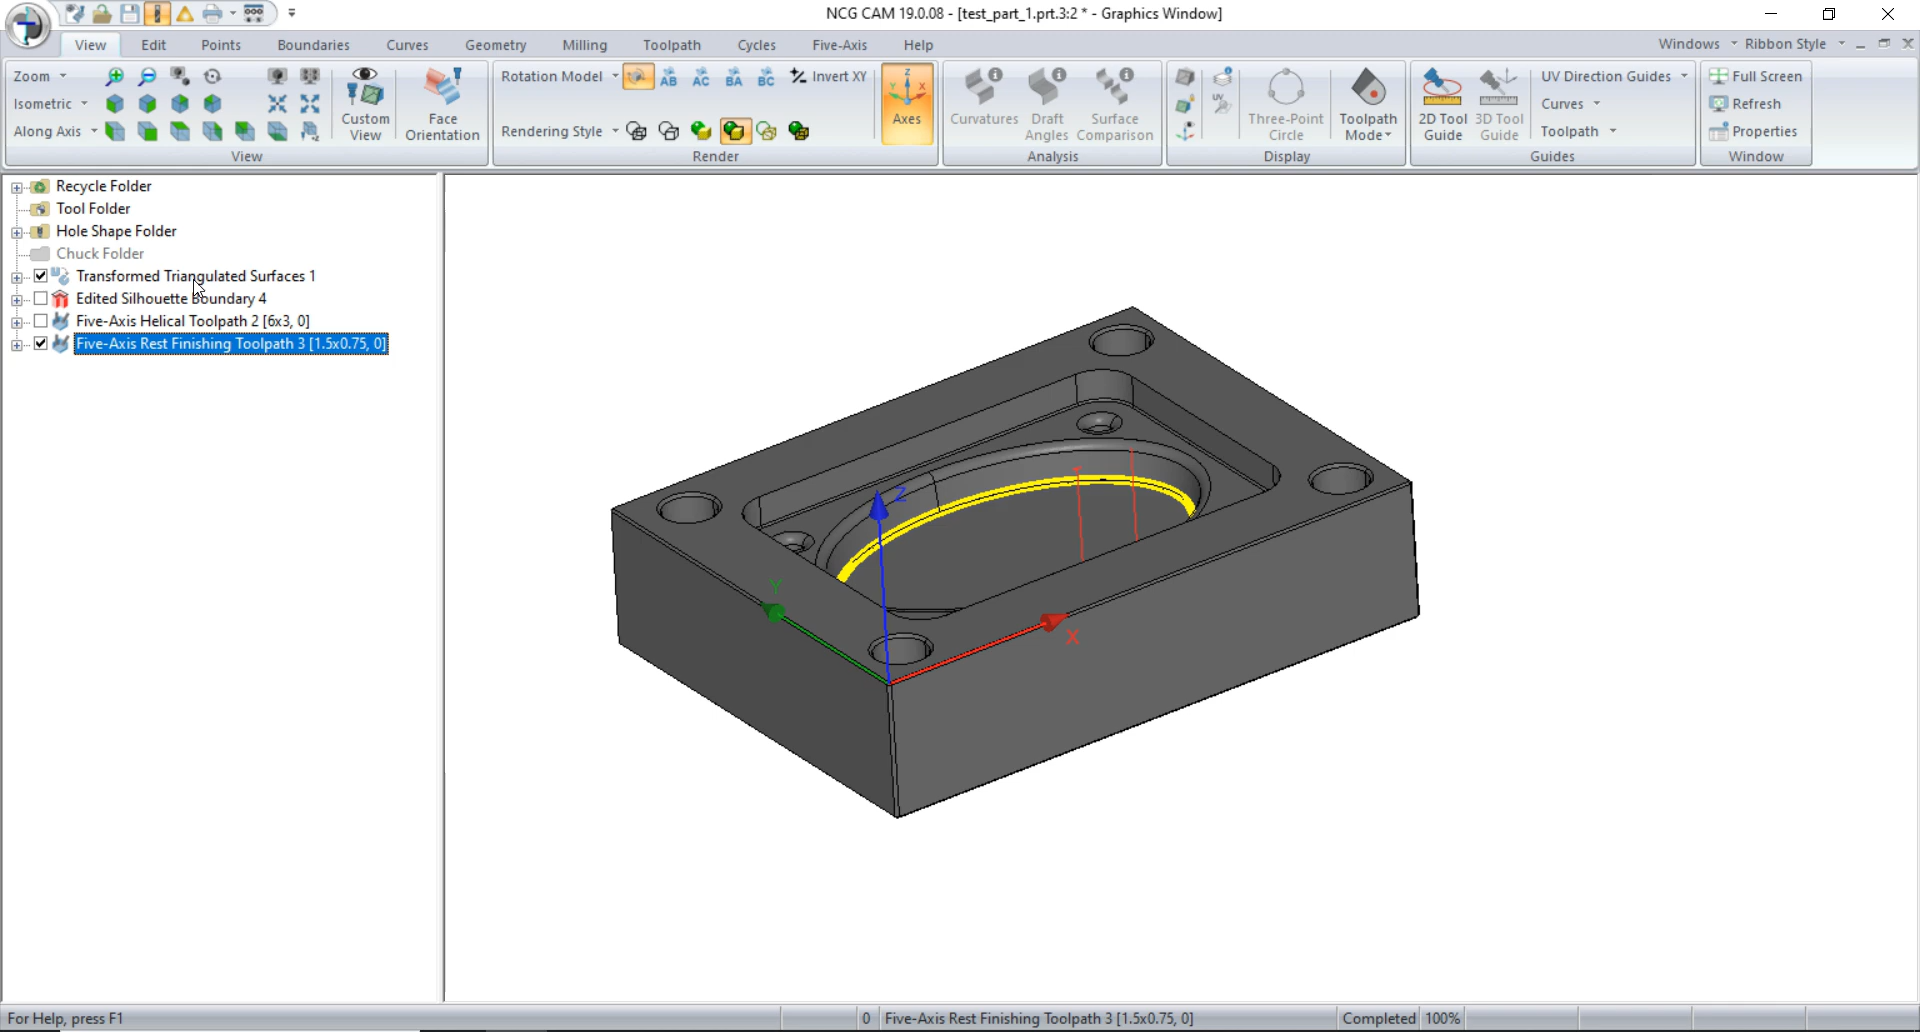 NCG CAM 19.0.08 - [test_part_1.prt.3:2 * - Graphics Window]
View Edit Points Boundaries Curves Geometry Milling Toolpath Cycles Five-Axis Help Windows Ribbon Style
Zoom
Isometric
Along Axis
Custom View
Face Orientation
View
Rotation Model
AB AC BA BC
Invert XY
Rendering Style
Render
Z
Y X
Axes
Curvatures
Draft Angles
Surface Comparison
Analysis
UV
Three-Point Circle
Toolpath Mode
Display
2D Tool Guide
3D Tool Guide
UV Direction Guides
Curves
Toolpath
Guides
Full Screen
Refresh
Properties
Window
Recycle Folder
Tool Folder
Hole Shape Folder
Chuck Folder
Transformed Triangulated Surfaces 1
Edited Silhouette Boundary 4
Five-Axis Helical Toolpath 2 [6x3, 0]
Five-Axis Rest Finishing Toolpath 3 [1.5x0.75, 0]
Z
Y
X
For Help, press F1
0 Five-Axis Rest Finishing Toolpath 3 [1.5x0.75, 0]
Completed 100%